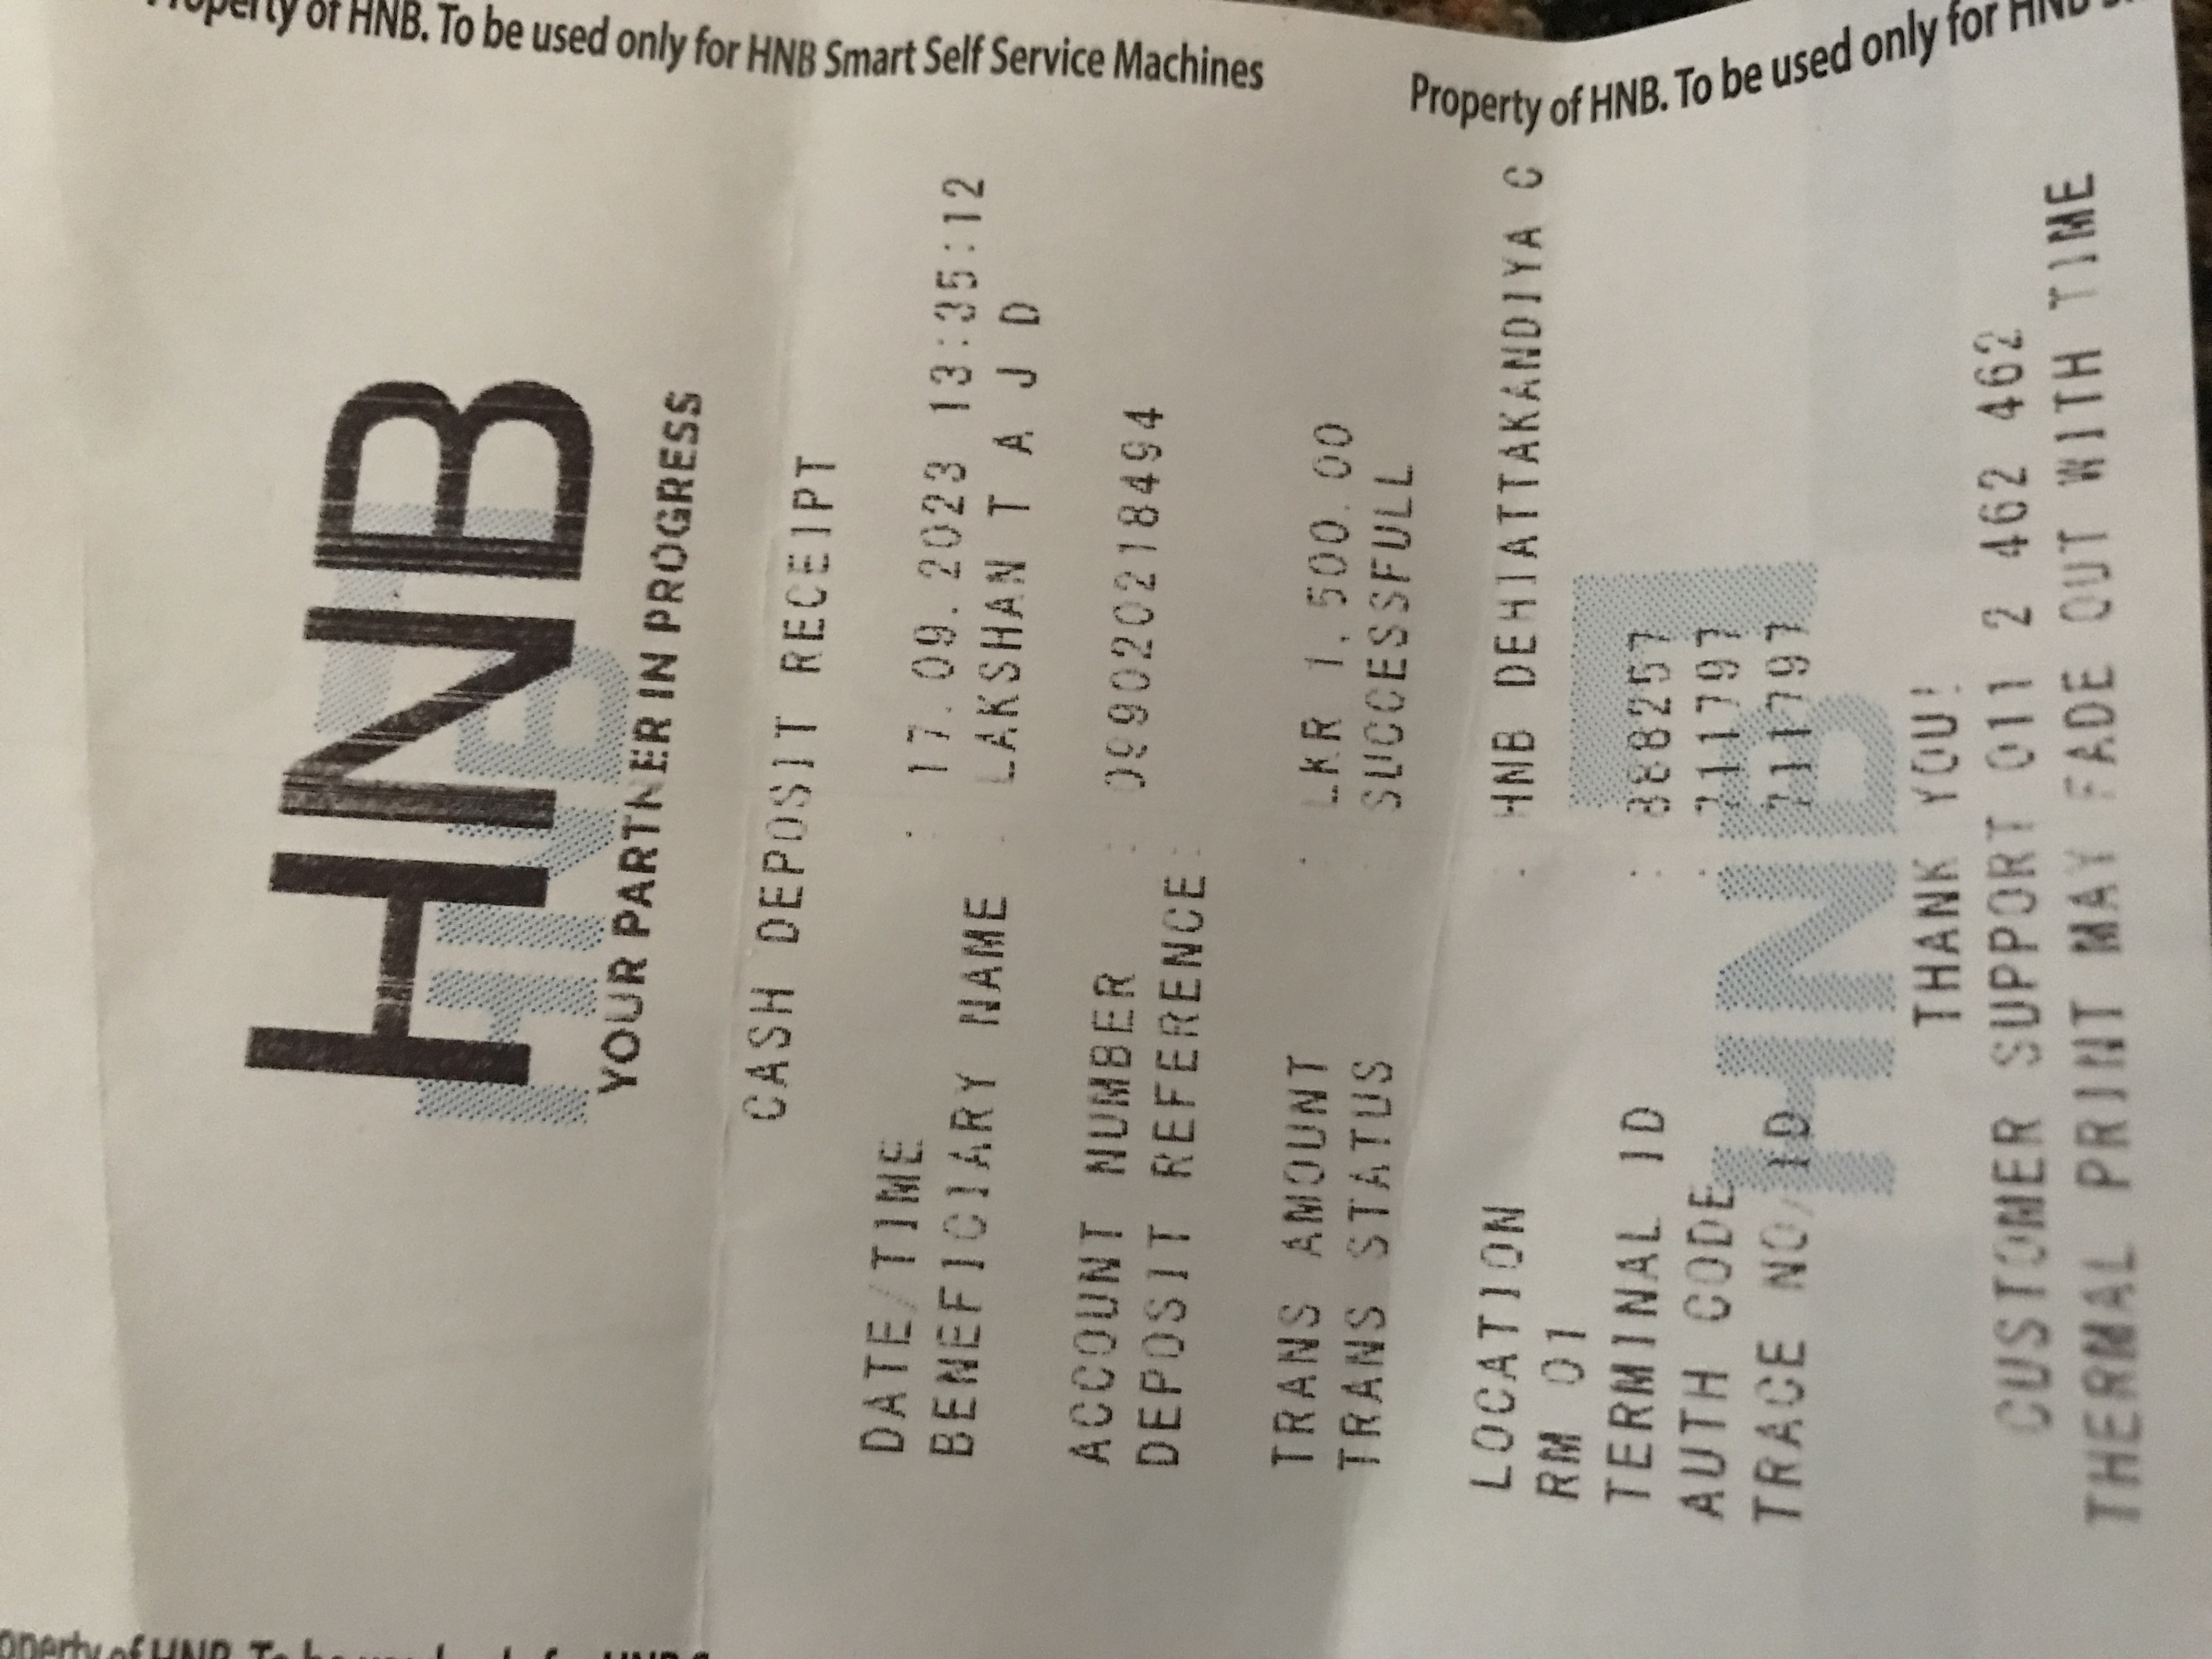 Property of HNB. To be used only for HNB Smart Self Service Machines
Property of HNB. To be used only for HNB
HNB
YOUR PARTNER IN PROGRESS
CASH DEPOSIT RECEIPT
DATE/TIME : 17.09.2023 13:35:12
BENEFICIARY NAME : LAKSHAN T A J D
ACCOUNT NUMBER : 099020218494
DEPOSIT REFERENCE :
TRANS AMOUNT : LKR 1,500.00
TRANS STATUS SUCCESSFULL
LOCATION : HNB DEHIATTAKANDIYA C
RM 01
TERMINAL ID : 388257
AUTH CODE : 711797
TRACE NO/ID 711797
HNB
THANK YOU!
CUSTOMER SUPPORT 011 2 462 462
THERMAL PRINT MAY FADE OUT WITH TIME